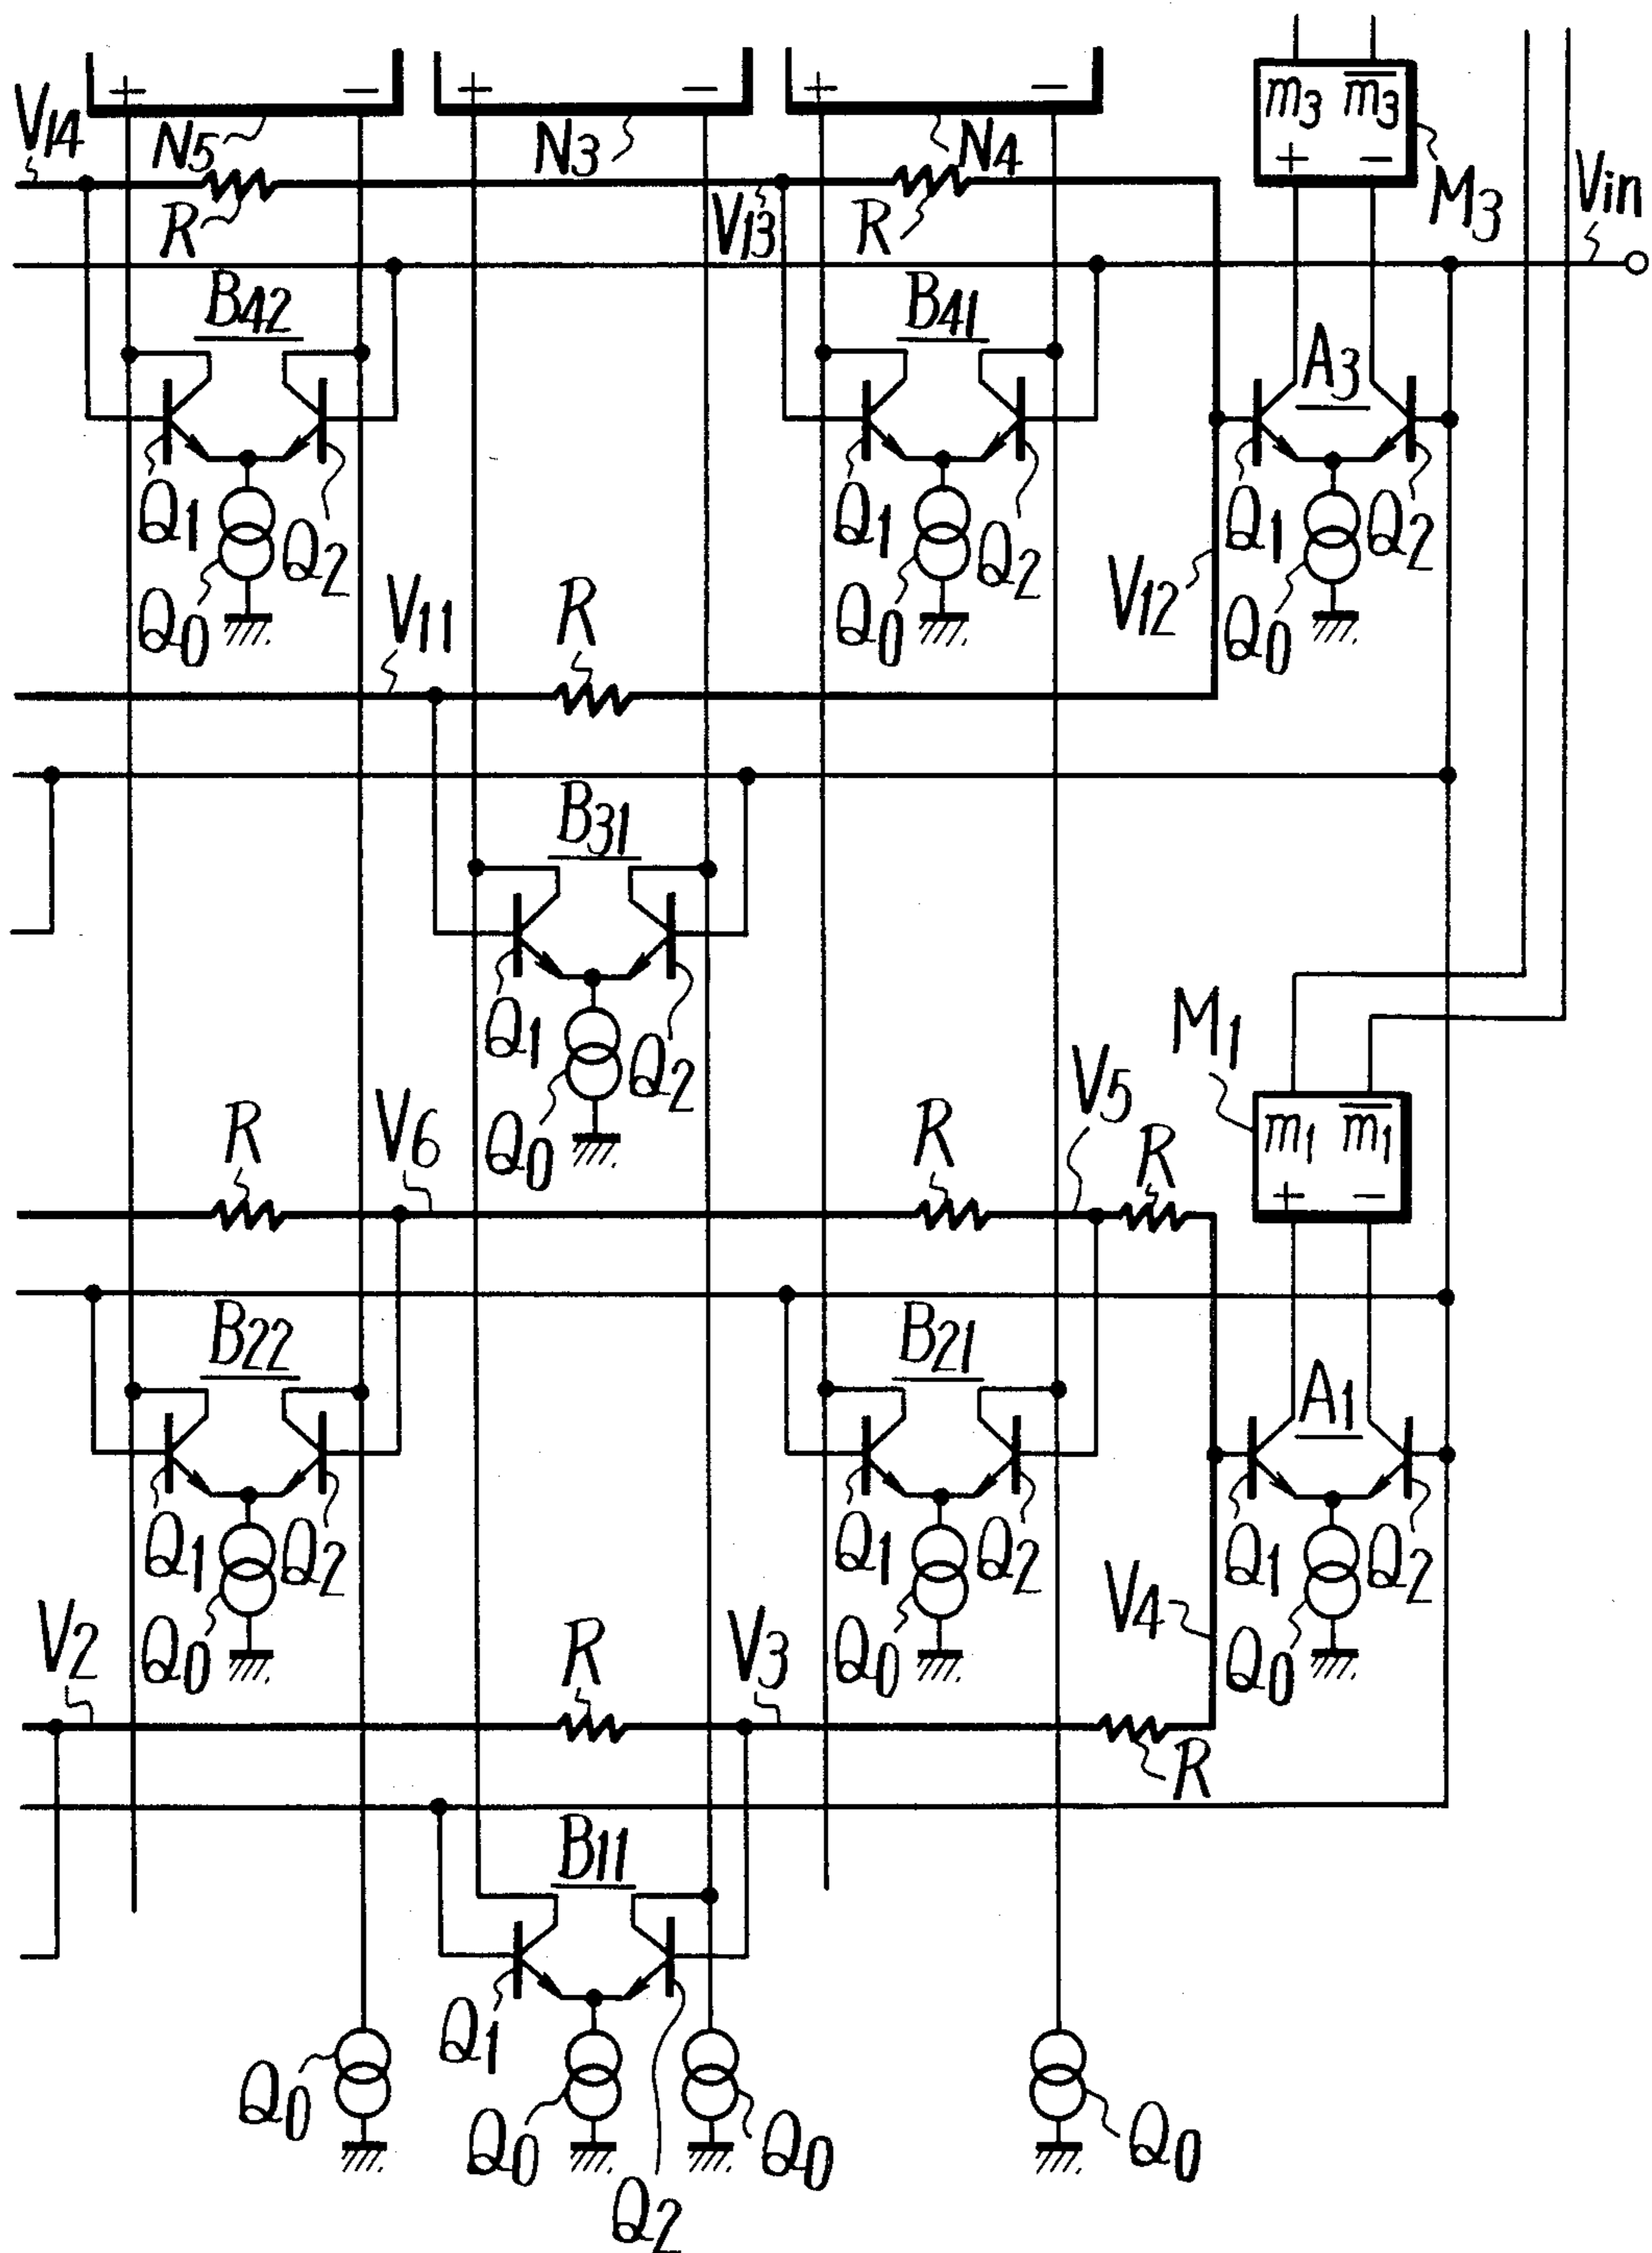 + − + − + − m3 m̅3̅
V14 N5 N3 N4 + − M3 Vin
R V13 R
B42 B41 A3
Q1 Q2 Q1 Q2 Q1 Q2
Q0 V11 R Q0 V12 Q0
B31
Q1 Q2 M1
Q0 V5
R V6 R R m1 m̅1̅
+ −
B22 B21 A1
Q1 Q2 Q1 Q2 Q1 Q2
V2 Q0 R V3 Q0 V4 Q0
R
B11
Q1
Q0 Q0 Q0 Q0
Q2